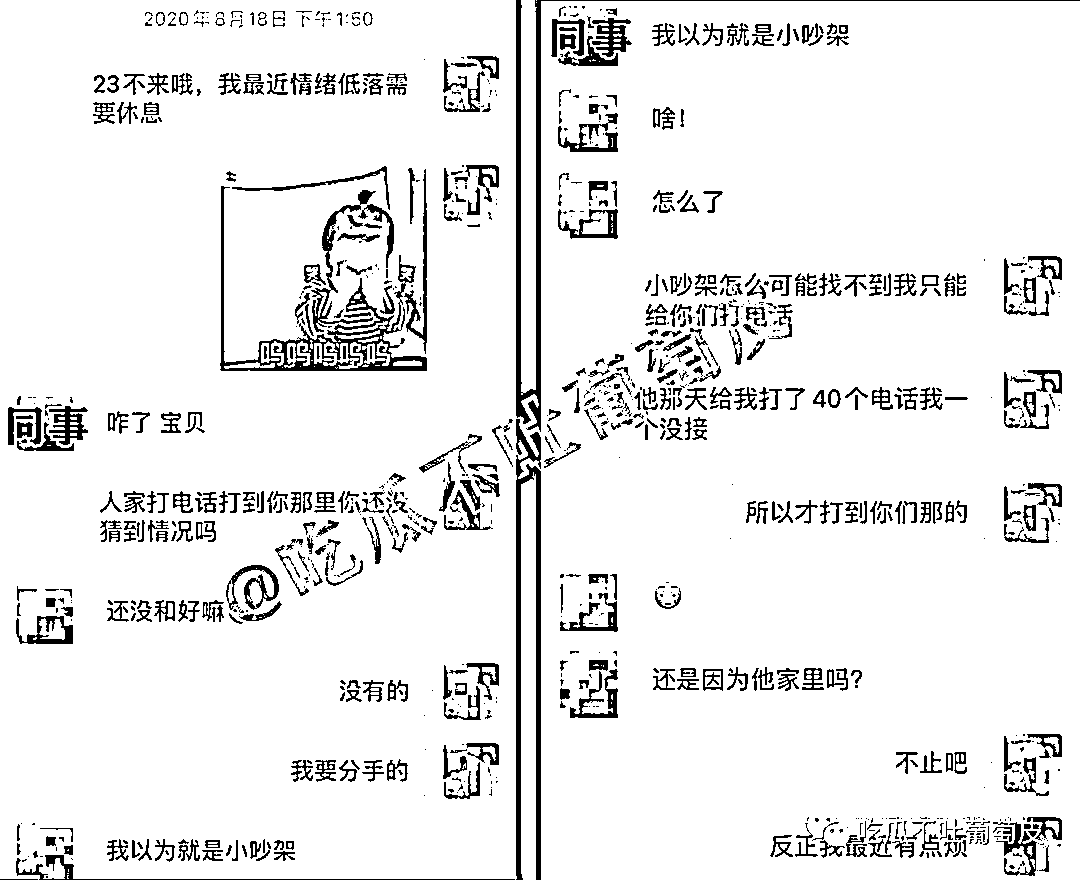 2020年8月18日 下午1:50
23不来哦，我最近情绪低落需
要休息
呜呜呜呜呜
同事
咋了 宝贝
人家打电话打到你那里你还没
猜到情况吗
还没和好嘛
没有的
我要分手的
我以为就是小吵架
同事
我以为就是小吵架
啥！
怎么了
小吵架怎么可能找不到我只能
给你们打电话
他那天给我打了40个电话我一
个没接
所以才打到你们那的
还是因为他家里吗？
不止吧
反正我最近有点烦
@吃瓜不吐葡萄皮
吃瓜不吐葡萄皮